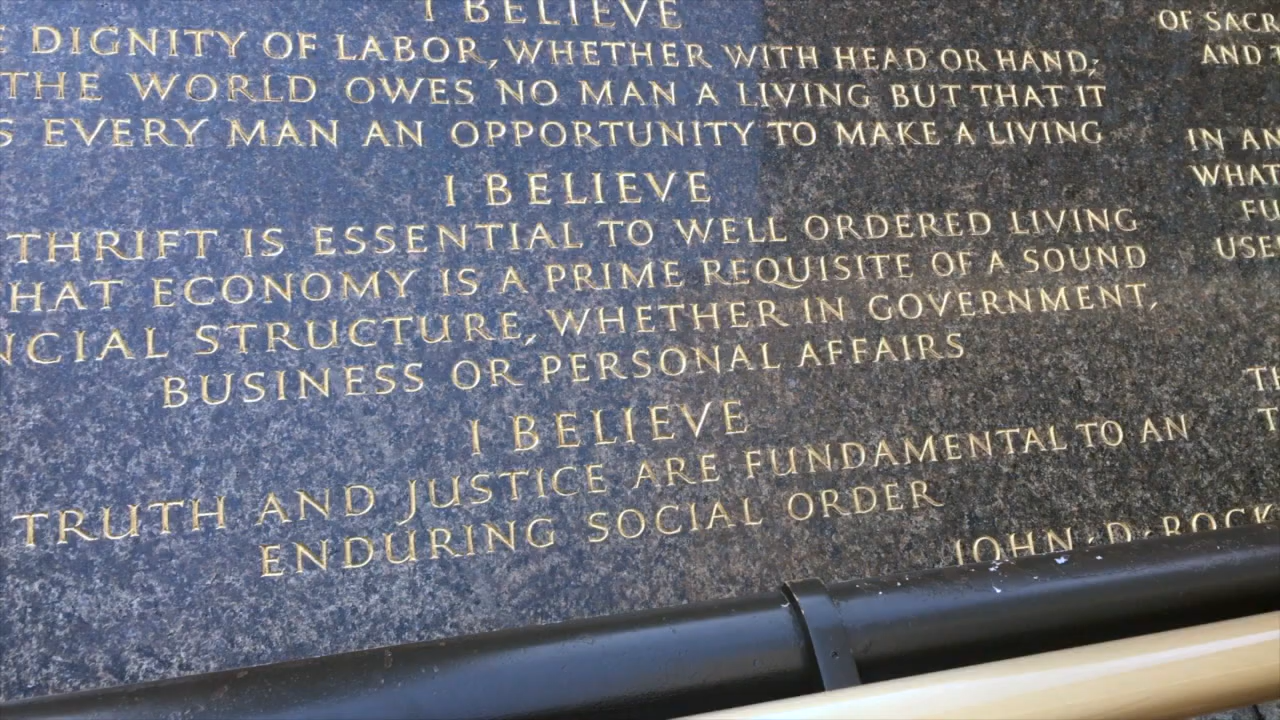 I BELIEVE
DIGNITY OF LABOR, WHETHER WITH HEAD OR HAND;
THE WORLD OWES NO MAN A LIVING BUT THAT IT
EVERY MAN AN OPPORTUNITY TO MAKE A LIVING
I BELIEVE
THRIFT IS ESSENTIAL TO WELL ORDERED LIVING
HAT ECONOMY IS A PRIME REQUISITE OF A SOUND
NCIAL STRUCTURE, WHETHER IN GOVERNMENT,
BUSINESS OR PERSONAL AFFAIRS
I BELIEVE
TRUTH AND JUSTICE ARE FUNDAMENTAL TO AN
ENDURING SOCIAL ORDER
OF SACR
AND
IN AN
WHAT
FU
USE
TH
T
JOHN · D · ROCK